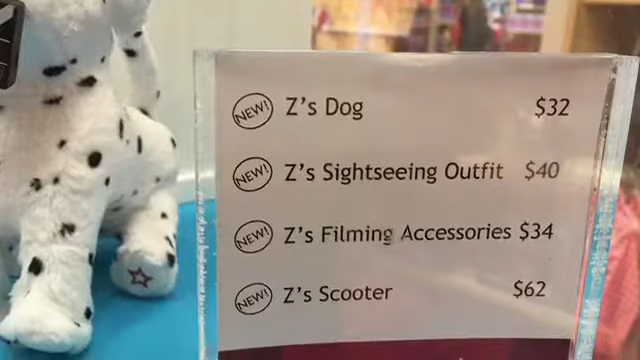 NEW! Z's Dog $32
NEW! Z's Sightseeing Outfit $40
NEW! Z's Filming Accessories $34
NEW! Z's Scooter $62